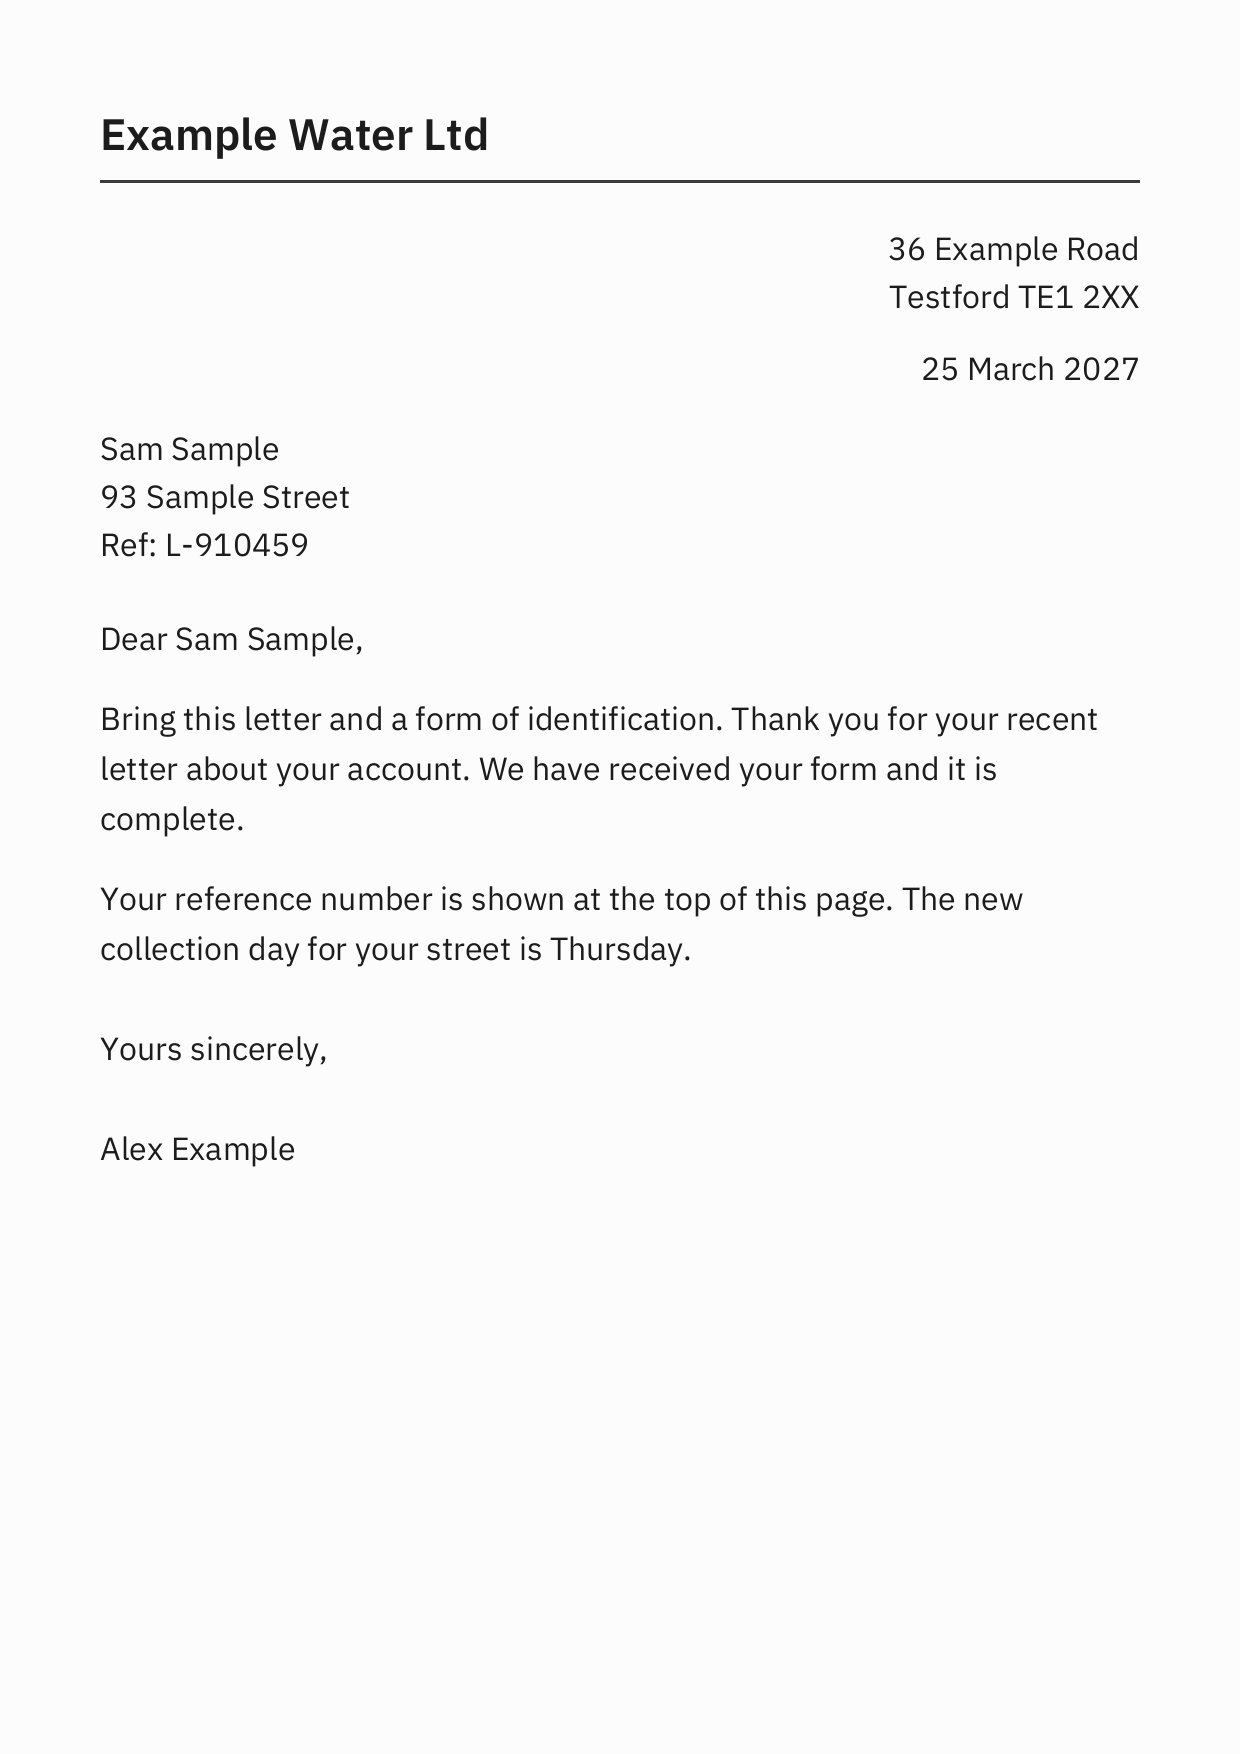 Example Water Ltd
36 Example Road
Testford TE1 2XX
25 March 2027
Sam Sample
93 Sample Street
Ref: L-910459
Dear Sam Sample,
Bring this letter and a form of identification. Thank you for your recent
letter about your account. We have received your form and it is
complete.
Your reference number is shown at the top of this page. The new
collection day for your street is Thursday.
Yours sincerely,
Alex Example